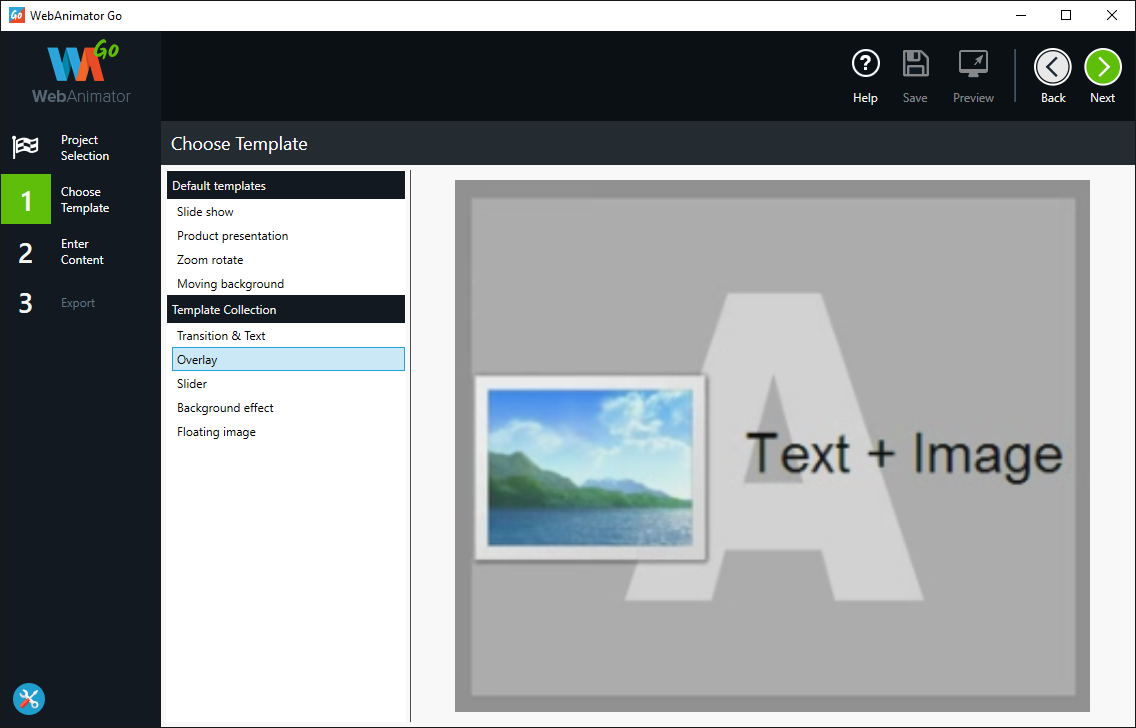 Go WebAnimator Go
Go
WebAnimator
Help
Save
Preview
Back
Next
Project
Selection
1
Choose
Template
2
Enter
Content
3
Export
Choose Template
Default templates
Slide show
Product presentation
Zoom rotate
Moving background
Template Collection
Transition & Text
Overlay
Slider
Background effect
Floating image
A
Text + Image